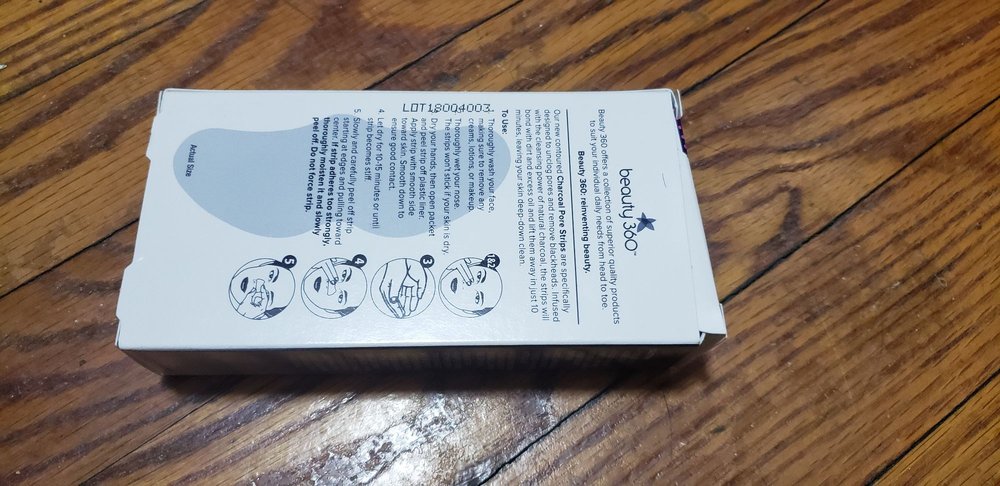 beauty 360™
Beauty 360 offers a collection of superior quality products
to suit your individual daily needs from head to toe.
Beauty 360: reinventing beauty.
Our new contoured Charcoal Pore Strips are specifically
designed to unclog pores and remove blackheads. Infused
with the cleansing power of natural charcoal, the strips will
bond with dirt and excess oil and lift them away in just 10
minutes, leaving your skin deep-down clean.
To Use:
Thoroughly wash your face,
making sure to remove any
creams, lotions, or makeup.
Thoroughly wet your nose.
The strips won't stick if your skin is dry.
Dry your hands, then open packet
and peel strip off plastic liner.
Apply strip with smooth side
toward skin. Smooth down to
ensure good contact.
4. Let dry for 10-15 minutes or until
strip becomes stiff.
5. Slowly and carefully peel off strip
starting at edges and pulling toward
center. If strip adheres too strongly,
thoroughly moisten it and slowly
peel off. Do not force strip.
1&2
3
4
5
Actual Size
LOT18004003